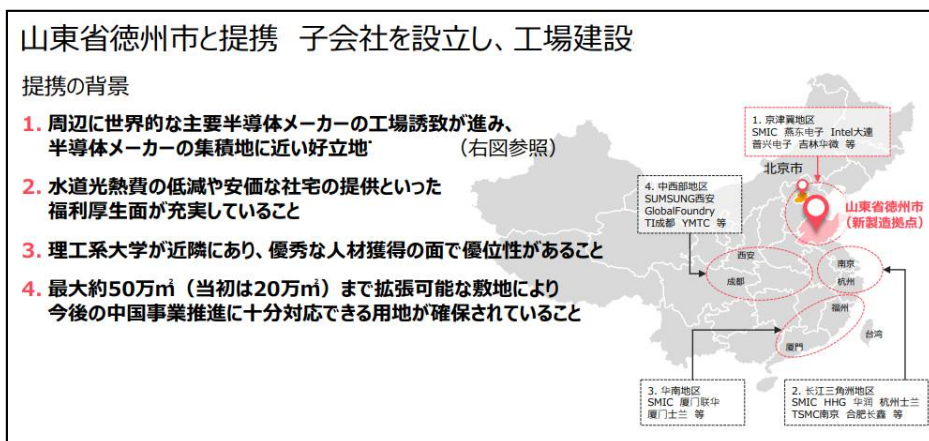 山東省徳州市と提携 子会社を設立し、工場建設
提携の背景
1. 周辺に世界的な主要半導体メーカーの工場誘致が進み、
半導体メーカーの集積地に近い好立地 (右図参照)
2. 水道光熱費の低減や安価な社宅の提供といった
福利厚生面が充実していること
3. 理工系大学が近隣にあり、優秀な人材獲得の面で優位性があること
4. 最大約50万㎡(当初は20万㎡)まで拡張可能な敷地により
今後の中国事業推進に十分対応できる用地が確保されていること
1. 京津冀地区
SMIC 燕东电子 Intel大連
普兴电子 吉林华微 等
北京市
山東省徳州市
(新製造拠点)
4. 中西部地区
SUMSUNG西安
GlobalFoundry
TI成都 YMTC 等
西安
成都
南京
杭州
福州
台湾
厦門
3. 华南地区
SMIC 厦门联华
厦门士兰 等
2. 长江三角洲地区
SMIC HHG 华润 杭州士兰
TSMC南京 合肥长鑫 等